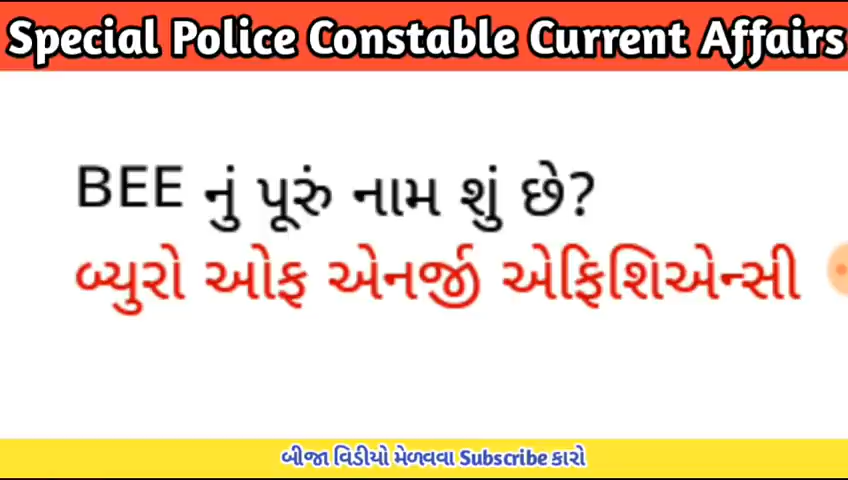 Special Police Constable Current Affairs
BEE નું પૂરું નામ શું છે?
બ્યુરો ઓફ એનર્જી એફિશિએન્સી
બીજા વિડીયો મેળવવા Subscribe કારો